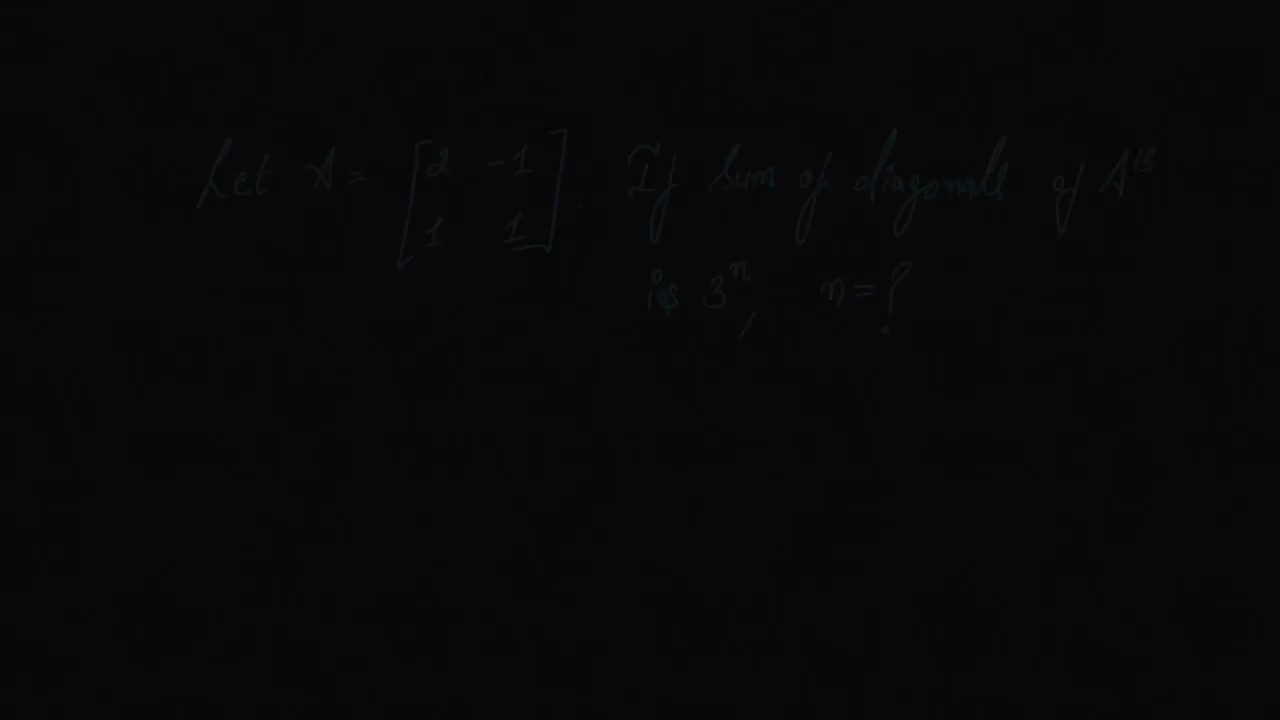 Let A = [2 -1 1 1]. If Sum of diagonals of A^13
is 3^n, n=?